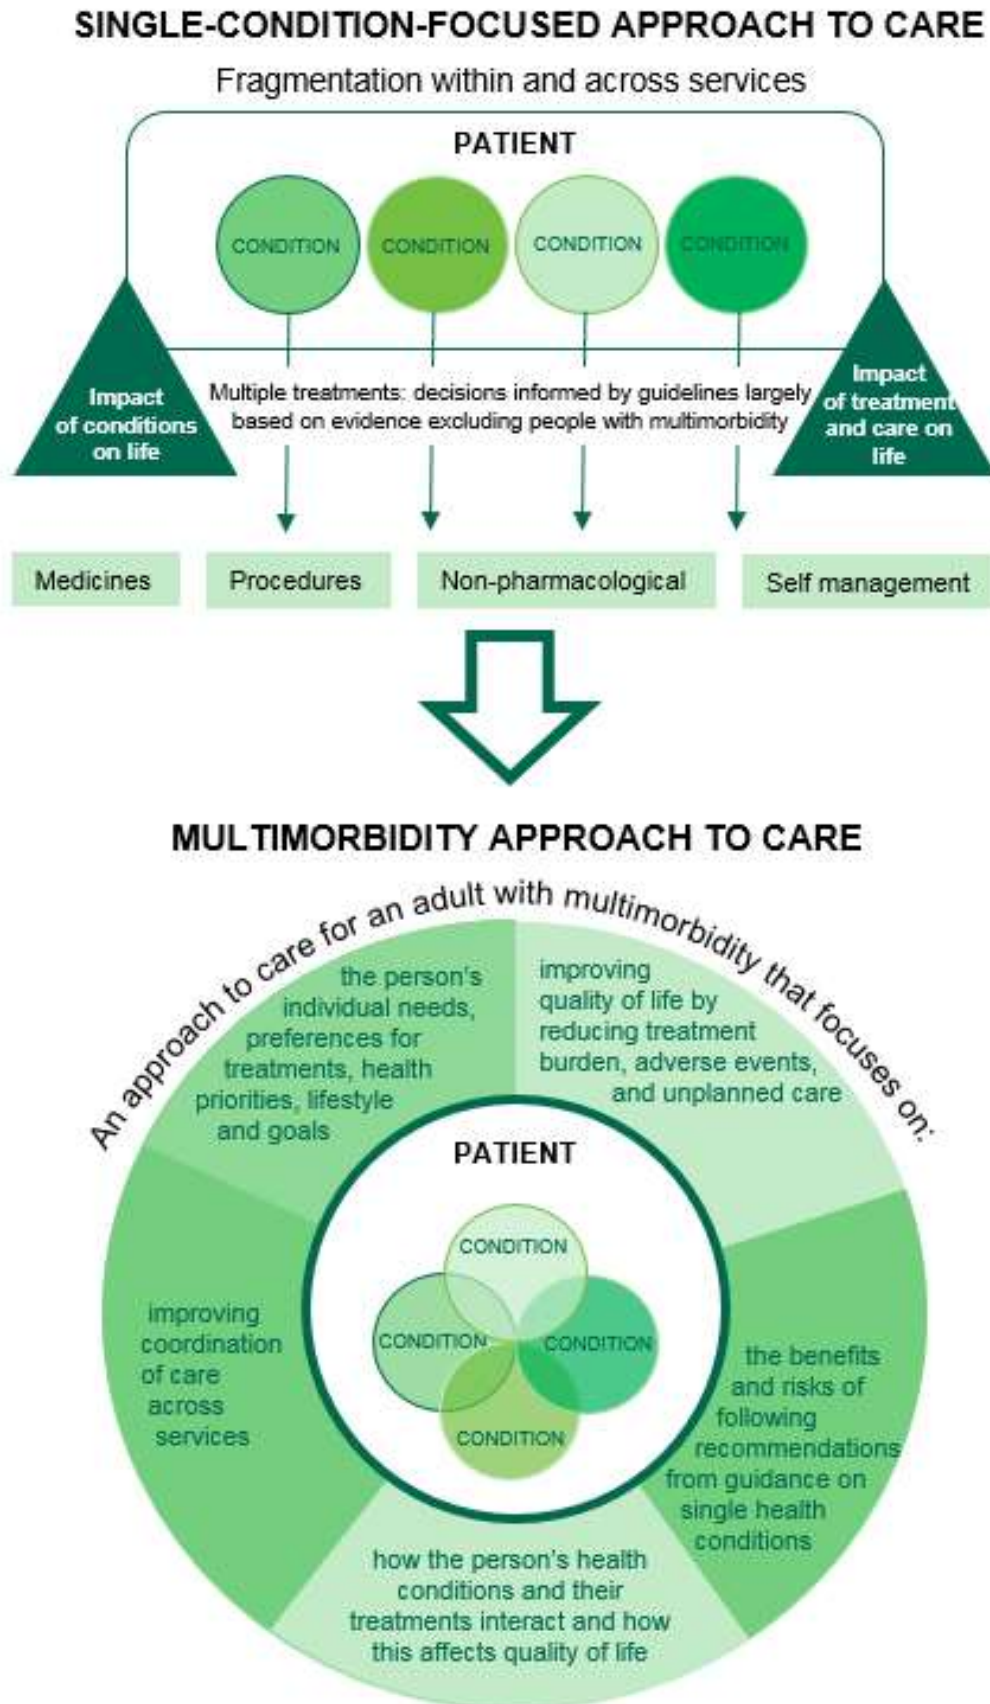 SINGLE-CONDITION-FOCUSED APPROACH TO CARE
Fragmentation within and across services
PATIENT
CONDITION
CONDITION
CONDITION
CONDITION
Impact
of conditions
on life
Multiple treatments: decisions informed by guidelines largely
based on evidence excluding people with multimorbidity
Impact
of treatment
and care on
life
Medicines
Procedures
Non-pharmacological
Self management
MULTIMORBIDITY APPROACH TO CARE
An approach to care for an adult with multimorbidity that focuses on:
the person's
individual needs,
preferences for
treatments, health
priorities, lifestyle
and goals
improving
quality of life by
reducing treatment
burden, adverse events,
and unplanned care
PATIENT
CONDITION
CONDITION
CONDITION
CONDITION
improving
coordination
of care
across
services
the benefits
and risks of
following
recommendations
from guidance on
single health
conditions
how the person's health
conditions and their
treatments interact and how
this affects quality of life